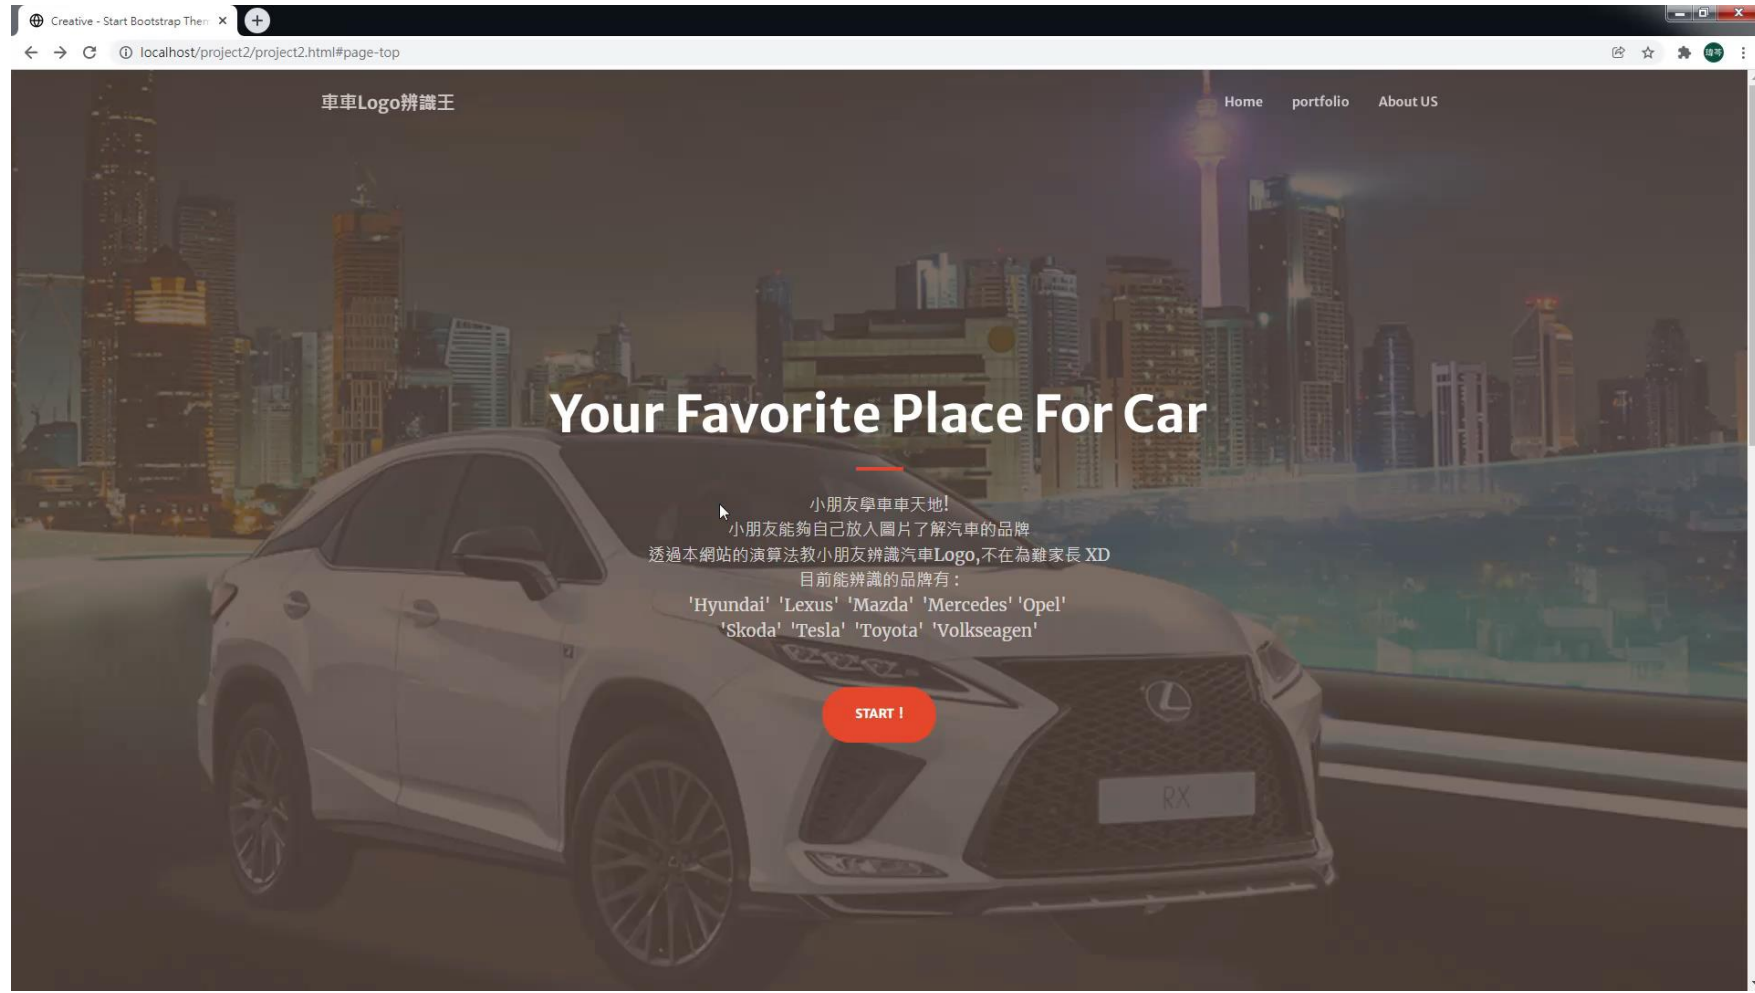 Creative - Start Bootstrap Them
localhost/project2/project2.html#page-top
瑋苓
車車Logo辨識王
Home
portfolio
About US
Your Favorite Place For Car
小朋友學車車天地!
小朋友能夠自己放入圖片了解汽車的品牌
透過本網站的演算法教小朋友辨識汽車Logo,不在為難家長 XD
目前能辨識的品牌有 :
'Hyundai' 'Lexus' 'Mazda' 'Mercedes' 'Opel'
'Skoda' 'Tesla' 'Toyota' 'Volkseagen'
START !
RX